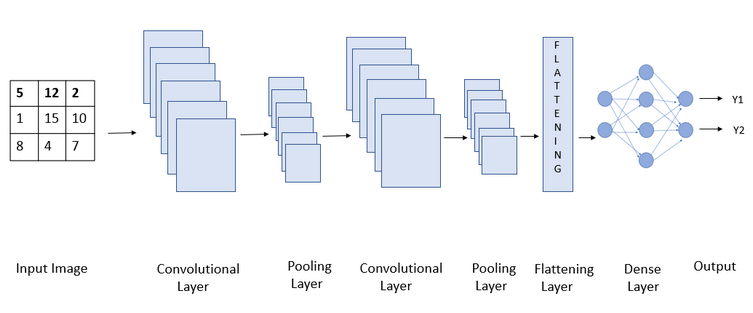 5 12 2
1 15 10
8 4 7
FLATTENING
Y1
Y2
Input Image
Convolutional
Layer
Pooling
Layer
Convolutional
Layer
Pooling
Layer
Flattening
Layer
Dense
Layer
Output